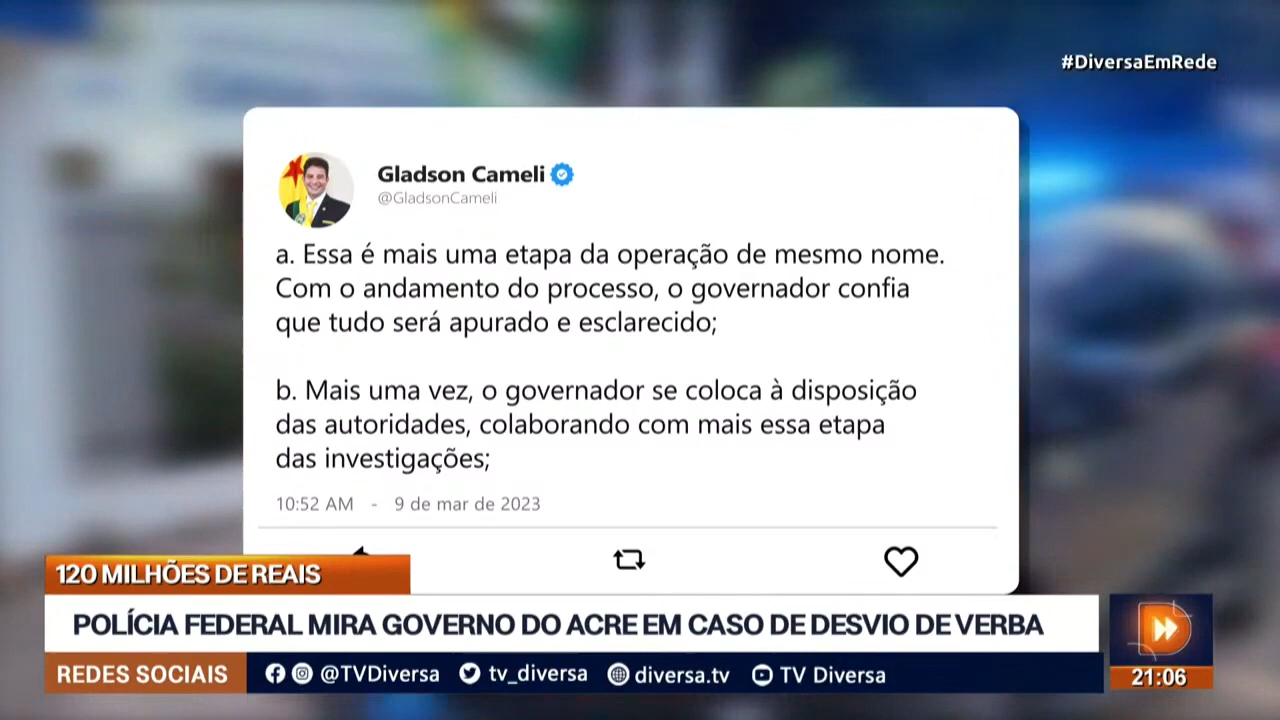 #DiversaEmRede
Gladson Cameli
@GladsonCameli
a. Essa é mais uma etapa da operação de mesmo nome.
Com o andamento do processo, o governador confia
que tudo será apurado e esclarecido;
b. Mais uma vez, o governador se coloca à disposição
das autoridades, colaborando com mais essa etapa
das investigações;
10:52 AM - 9 de mar de 2023
120 MILHÕES DE REAIS
POLÍCIA FEDERAL MIRA GOVERNO DO ACRE EM CASO DE DESVIO DE VERBA
REDES SOCIAIS @TVDiversa tv_diversa diversa.tv TV Diversa
21:06